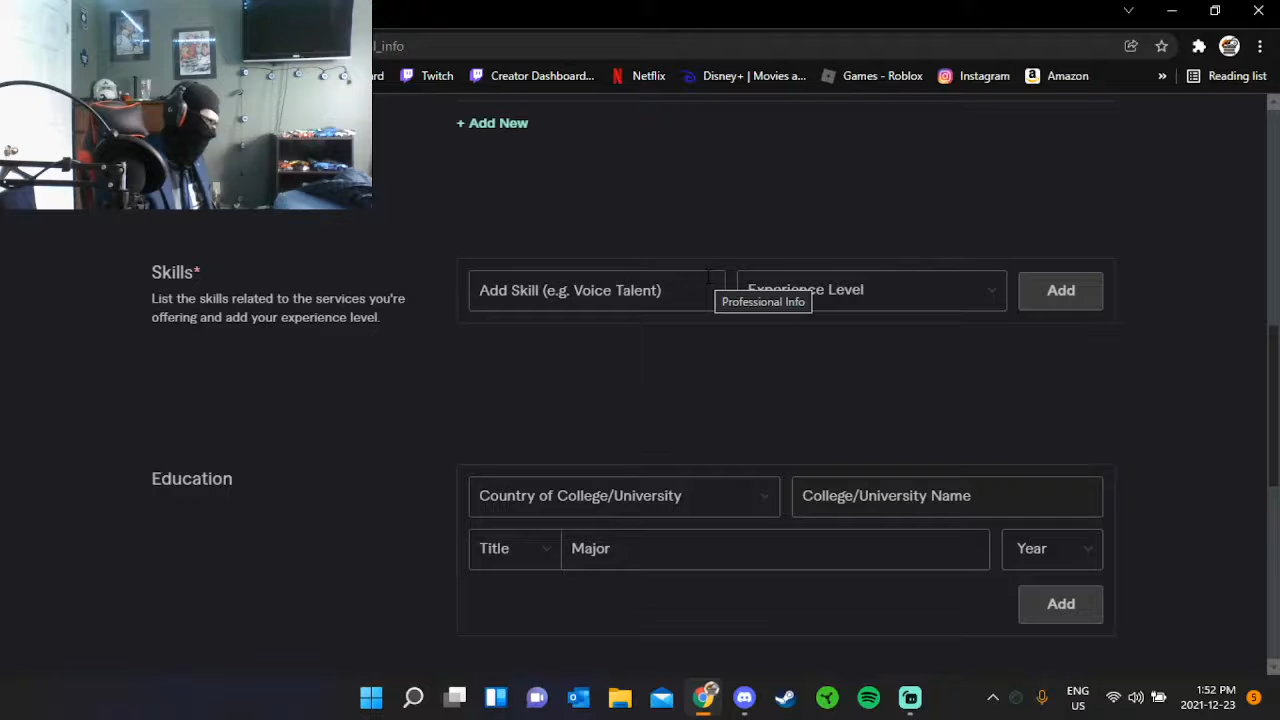 l_info
rd
Twitch
Creator Dashboard...
Netflix
Disney+ | Movies a...
Games - Roblox
Instagram
Amazon
»
Reading list
+ Add New
Skills*
List the skills related to the services you're
offering and add your experience level.
Add Skill (e.g. Voice Talent)
Experience Level
Add
Professional Info
Education
Country of College/University
College/University Name
Title
Major
Year
Add
ENG
US
1:52 PM
2021-12-23
5